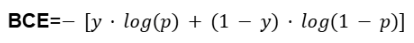 BCE=− [y · log(p) + (1 − y) · log(1 − p)]